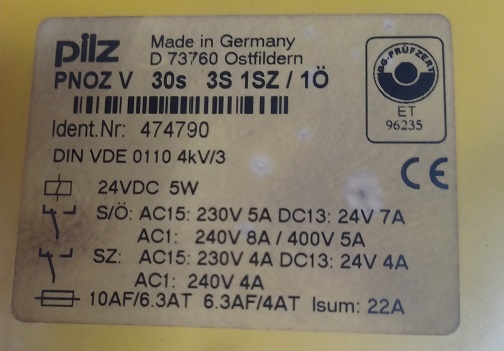 pilz
Made in Germany
D 73760 Ostfildern
PNOZ V 30s 3S 1SZ / 1Ö
BG-PRÜFZERT
ET
96235
Ident.Nr: 474790
DIN VDE 0110 4kV/3
CE
24VDC 5W
S/Ö: AC15: 230V 5A DC13: 24V 7A
AC1: 240V 8A / 400V 5A
SZ: AC15: 230V 4A DC13: 24V 4A
AC1: 240V 4A
10AF/6.3AT 6.3AF/4AT Isum: 22A